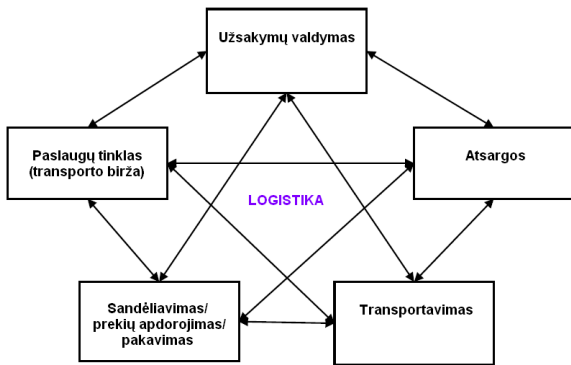 Užsakymų valdymas
Paslaugų tinklas
(transporto birža)
Atsargos
LOGISTIKA
Sandėliavimas/
prekių apdorojimas/
pakavimas
Transportavimas